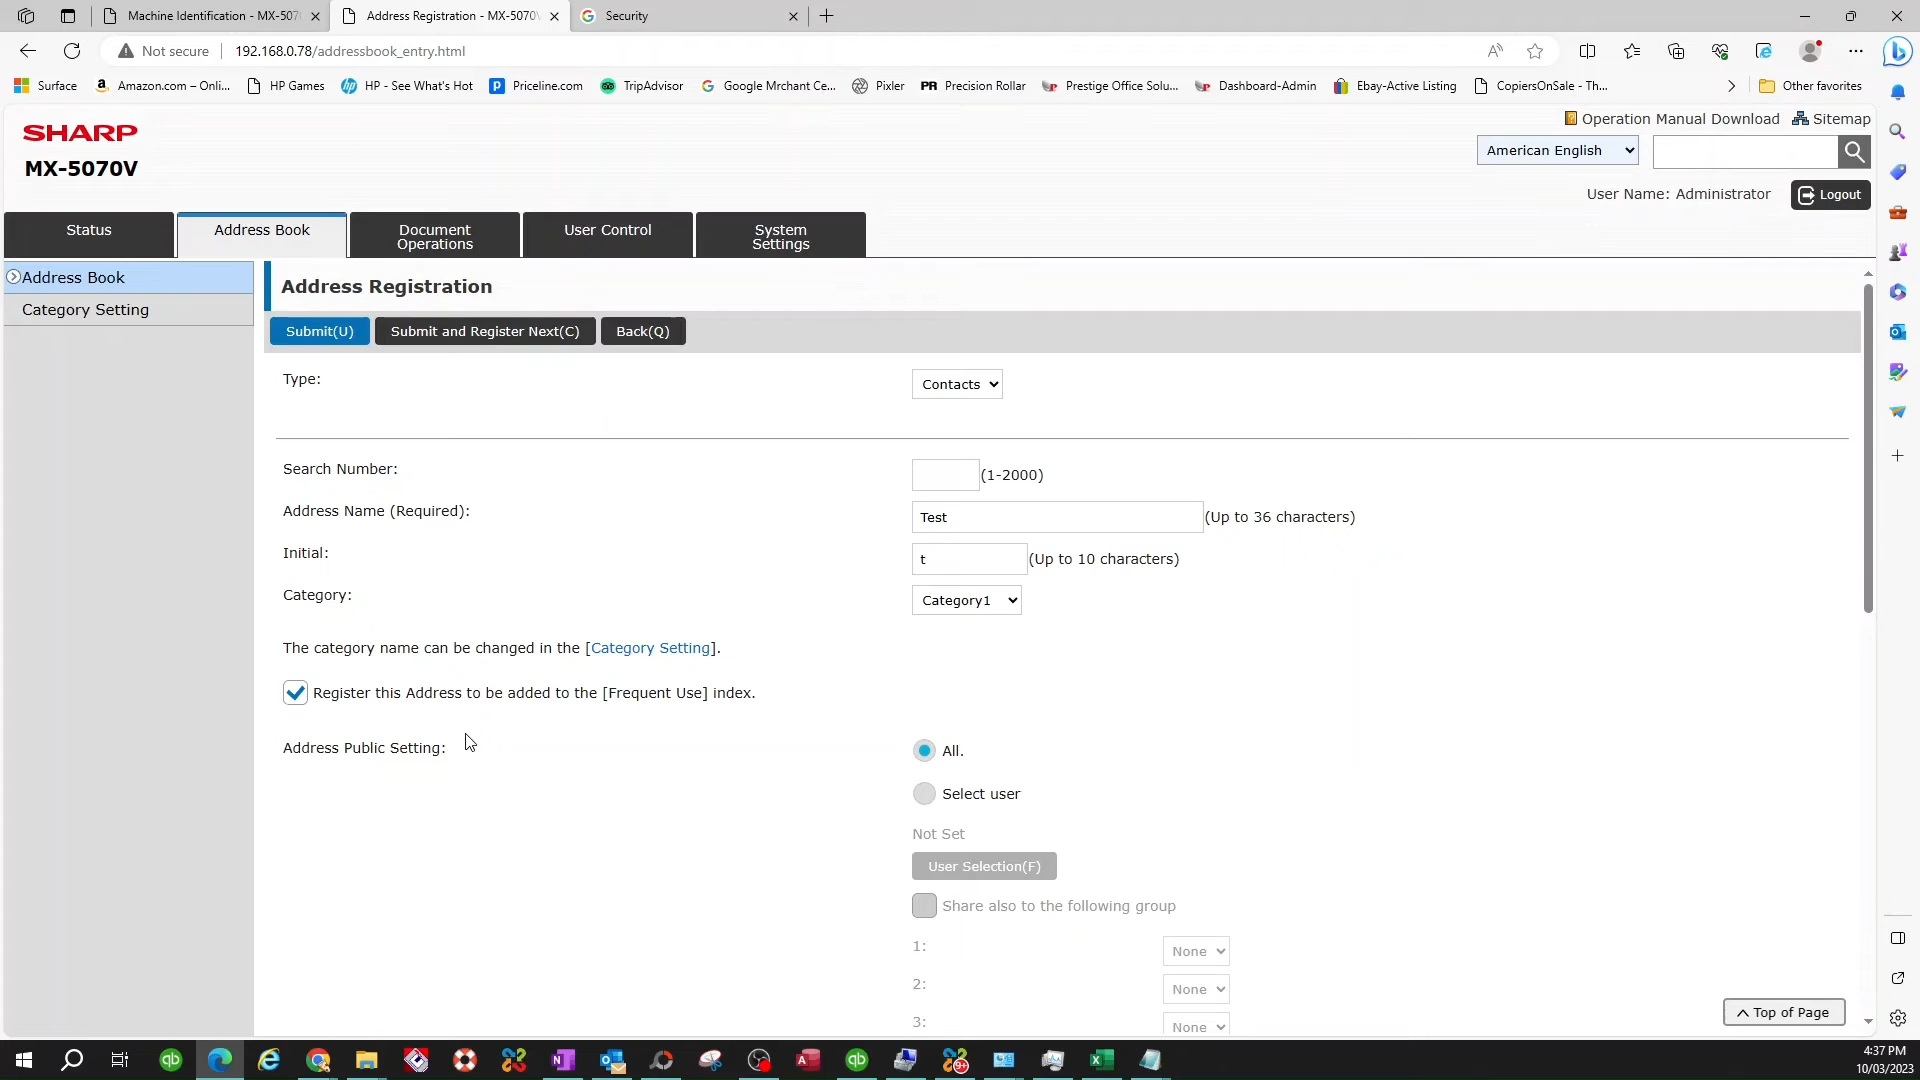 Machine Identification - MX-507
Address Registration - MX-5070V
Security
Not secure
192.168.0.78/addressbook_entry.html
Surface
Amazon.com – Onli...
HP Games
HP - See What's Hot
Priceline.com
TripAdvisor
Google Mrchant Ce...
Pixler
PR Precision Rollar
Prestige Office Solu...
Dashboard-Admin
Ebay-Active Listing
CopiersOnSale - Th...
Other favorites
SHARP
MX-5070V
Operation Manual Download
Sitemap
American English
User Name: Administrator
Logout
Status
Address Book
Document
Operations
User Control
System
Settings
Address Book
Category Setting
Address Registration
Submit(U)
Submit and Register Next(C)
Back(Q)
Type:
Contacts
Search Number:
(1-2000)
Address Name (Required):
Test
(Up to 36 characters)
Initial:
t
(Up to 10 characters)
Category:
Category1
The category name can be changed in the [Category Setting].
Register this Address to be added to the [Frequent Use] index.
Address Public Setting:
All.
Select user
Not Set
User Selection(F)
Share also to the following group
1:
None
2:
None
3:
None
Top of Page
4:37 PM
10/03/2023